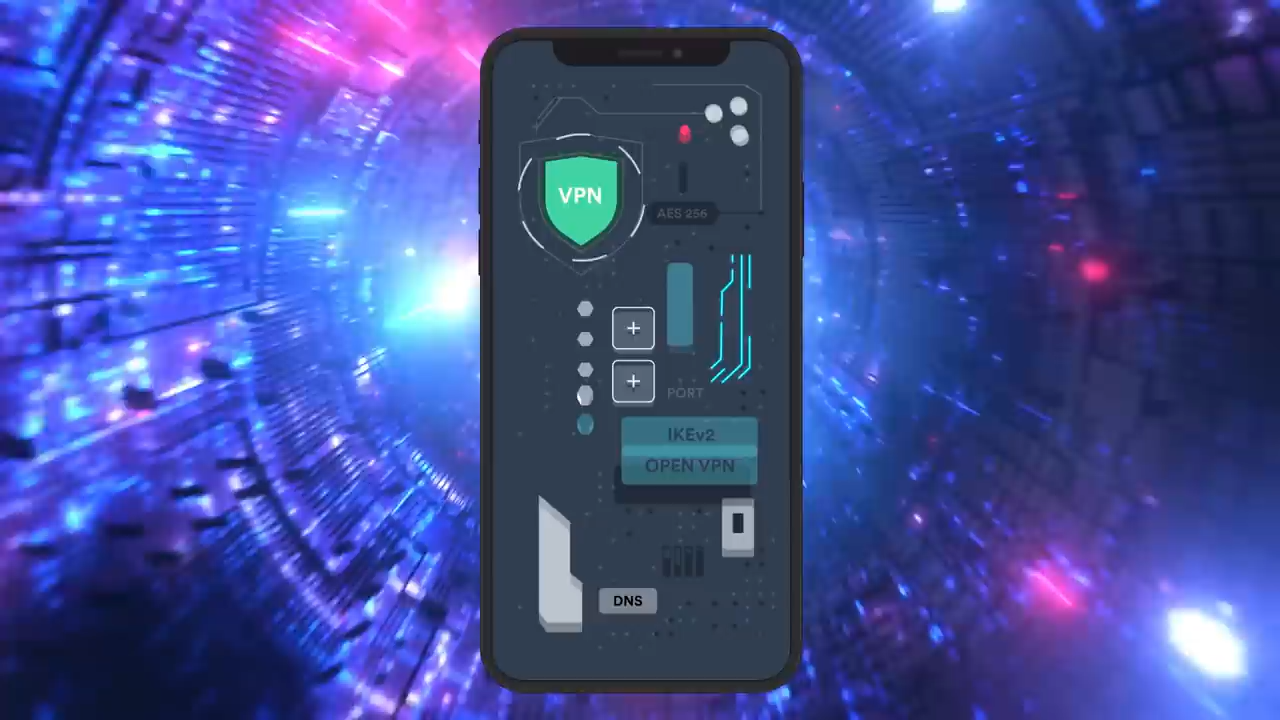 VPN
AES 256
+
+
PORT
IKEv2
OPEN VPN
DNS